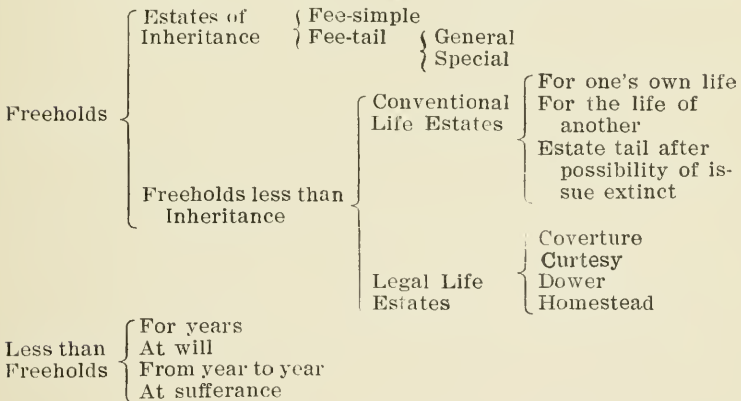 Estates of
Inheritance
Fee-simple
Fee-tail
General
Special
Freeholds
Freeholds less than
Inheritance
Conventional
Life Estates
For one's own life
For the life of
another
Estate tail after
possibility of is-
sue extinct
Legal Life
Estates
Coverture
Curtesy
Dower
Homestead
Less than
Freeholds
For years
At will
From year to year
At sufferance